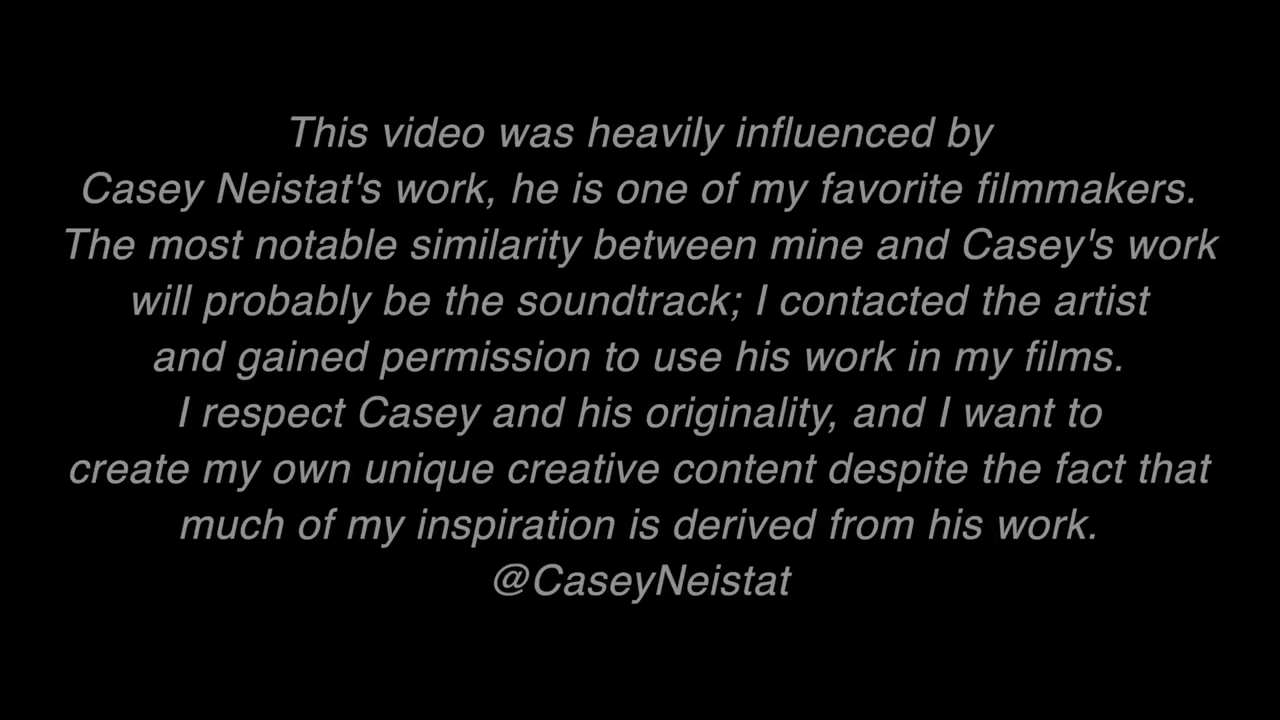 This video was heavily influenced by
Casey Neistat's work, he is one of my favorite filmmakers.
The most notable similarity between mine and Casey's work
will probably be the soundtrack; I contacted the artist
and gained permission to use his work in my films.
I respect Casey and his originality, and I want to
create my own unique creative content despite the fact that
much of my inspiration is derived from his work.
@CaseyNeistat